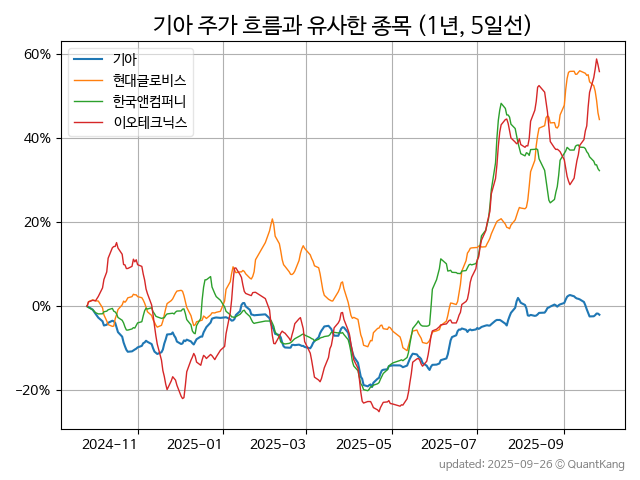 기아 주가 흐름과 유사한 종목 (1년, 5일선)
60%
40%
20%
0%
−20%
기아
현대글로비스
한국앤컴퍼니
이오테크닉스
2024-11
2025-01
2025-03
2025-05
2025-07
2025-09
updated: 2025-09-26 © QuantKang